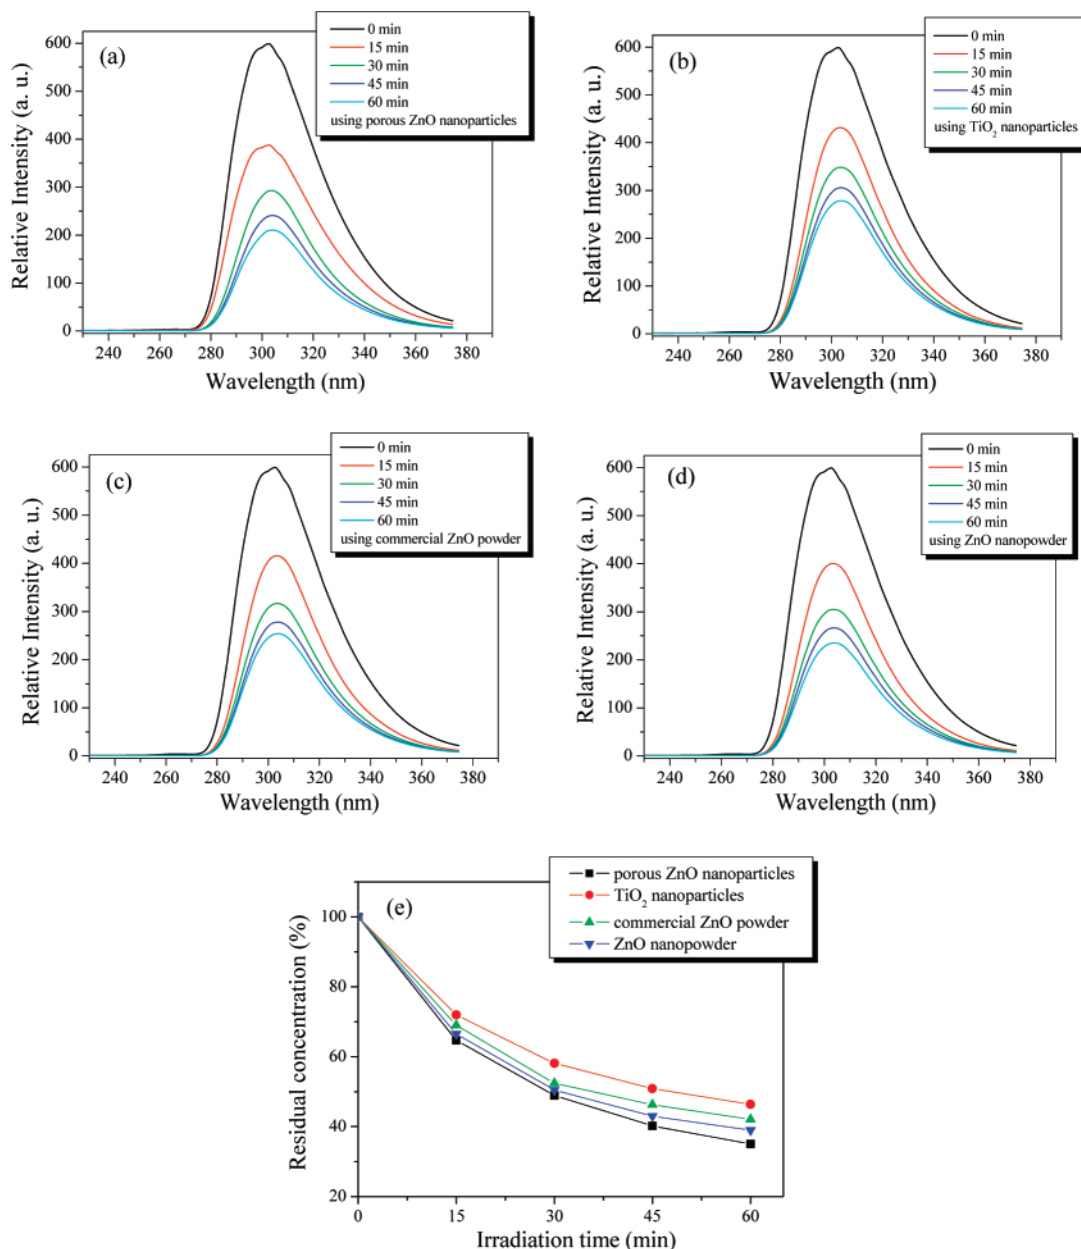 (a)
0 min
15 min
30 min
45 min
60 min
using porous ZnO nanoparticles
600
500
400
300
200
100
0
Relative Intensity (a. u.)
240 260 280 300 320 340 360 380
Wavelength (nm)
(b)
0 min
15 min
30 min
45 min
60 min
using TiO₂ nanoparticles
600
500
400
300
200
100
0
Relative Intensity (a. u.)
240 260 280 300 320 340 360 380
Wavelength (nm)
(c)
0 min
15 min
30 min
45 min
60 min
using commercial ZnO powder
600
500
400
300
200
100
0
Relative Intensity (a. u.)
240 260 280 300 320 340 360 380
Wavelength (nm)
(d)
0 min
15 min
30 min
45 min
60 min
using ZnO nanopowder
600
500
400
300
200
100
0
Relative Intensity (a. u.)
240 260 280 300 320 340 360 380
Wavelength (nm)
(e)
porous ZnO nanoparticles
TiO₂ nanoparticles
commercial ZnO powder
ZnO nanopowder
100
80
60
40
20
Residual concentration (%)
0 15 30 45 60
Irradiation time (min)